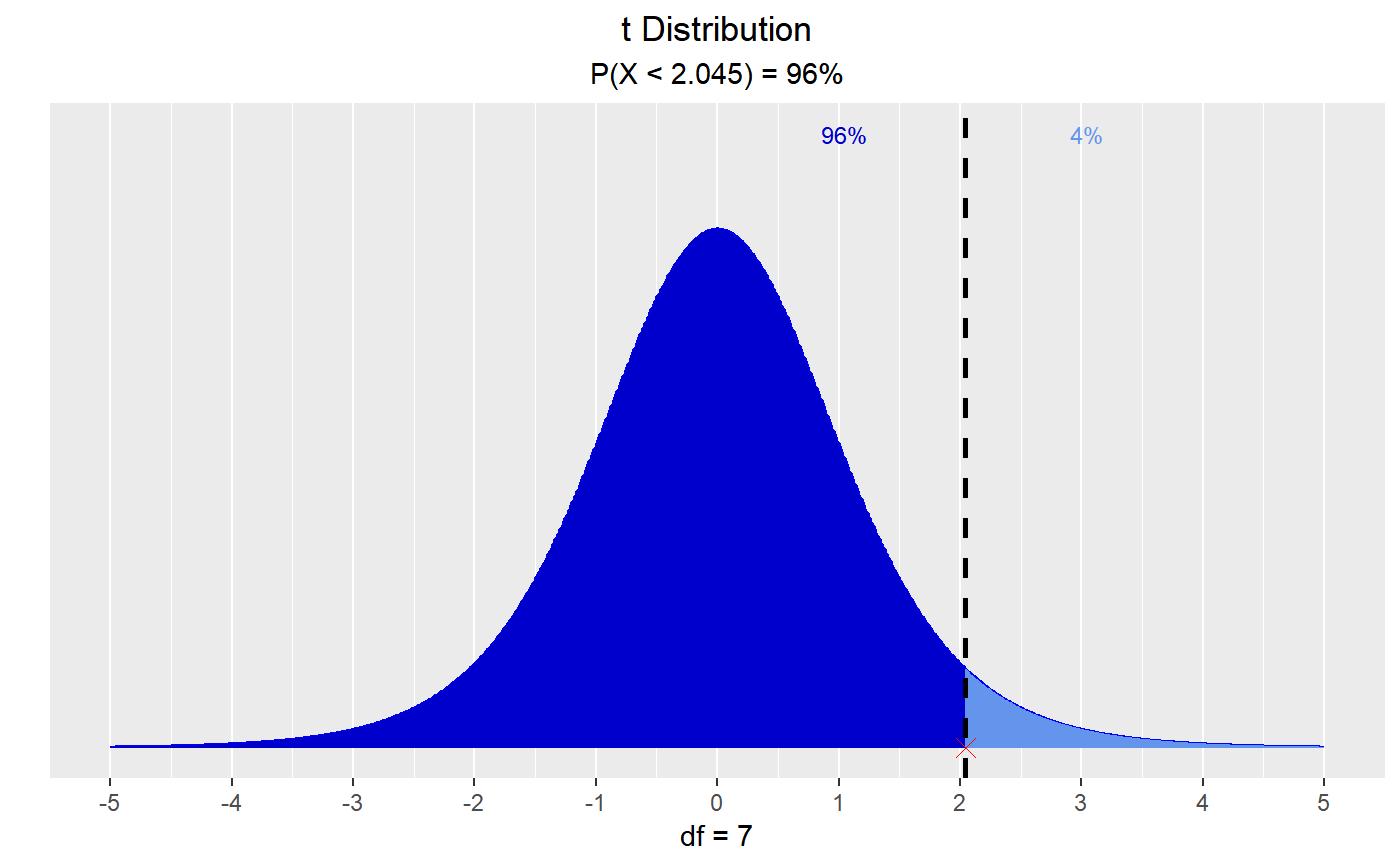 t Distribution
P(X < 2.045) = 96%
96% 4%
-5 -4 -3 -2 -1 0 1 2 3 4 5
df = 7